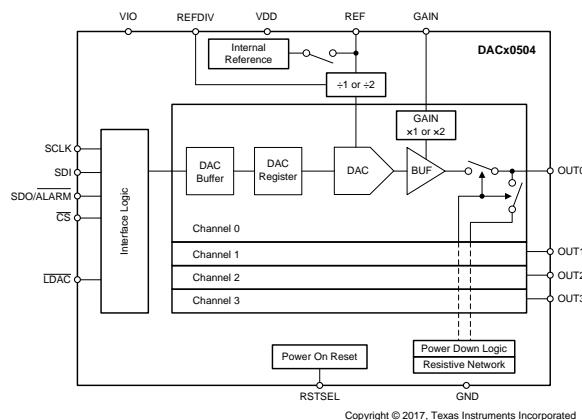 VIO
REFDIV
VDD
REF
GAIN
DACx0504
Internal
Reference
÷1 or ÷2
GAIN
x1 or x2
SCLK
SDI
SDO/ALARM
CS
LDAC
Interface Logic
DAC
Buffer
DAC
Register
DAC
BUF
OUT0
Channel 0
Channel 1
OUT1
Channel 2
OUT2
Channel 3
OUT3
Power On Reset
Power Down Logic
Resistive Network
RSTSEL
GND
Copyright © 2017, Texas Instruments Incorporated